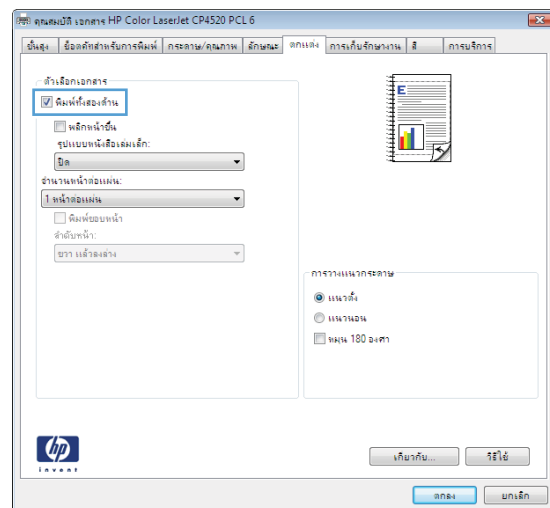 คุณสมบัติ เอกสาร HP Color LaserJet CP4520 PCL 6
ขั้นสูง ช็อตคัทสำหรับการพิมพ์ กระดาษ/คุณภาพ ลักษณะ ตกแต่ง การเก็บรักษางาน สี การบริการ
ตัวเลือกเอกสาร
พิมพ์ทั้งสองด้าน
พลิกหน้าขึ้น
รูปแบบหนังสือเล่มเล็ก:
ปิด
จำนวนหน้าต่อแผ่น:
1 หน้าต่อแผ่น
พิมพ์ขอบหน้า
ลำดับหน้า:
ขวา แล้วลงล่าง
E
การวางแนวกระดาษ
แนวตั้ง
แนวนอน
หมุน 180 องศา
hp
invent
เกี่ยวกับ... วิธีใช้
ตกลง ยกเลิก